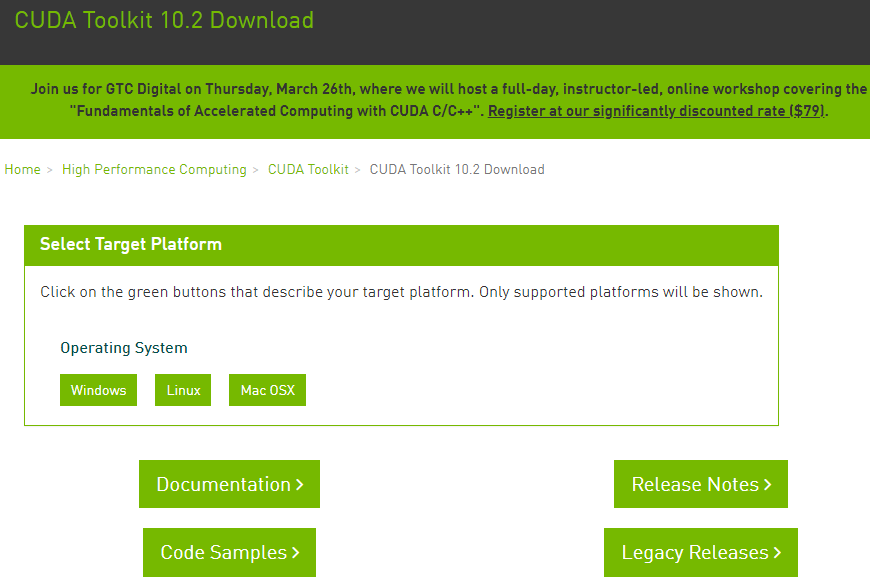 CUDA Toolkit 10.2 Download
Join us for GTC Digital on Thursday, March 26th, where we will host a full-day, instructor-led, online workshop covering the
"Fundamentals of Accelerated Computing with CUDA C/C++". Register at our significantly discounted rate ($79).
Home > High Performance Computing > CUDA Toolkit > CUDA Toolkit 10.2 Download
Select Target Platform
Click on the green buttons that describe your target platform. Only supported platforms will be shown.
Operating System
Windows Linux Mac OSX
Documentation > Release Notes >
Code Samples > Legacy Releases >